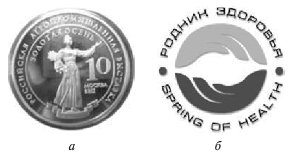 РОССИЙСКАЯ АГРОПРОМЫШЛЕННАЯ ВЫСТАВКА
ЗОЛОТАЯ ОСЕНЬ
10
МОСКВА
РОДНИК ЗДОРОВЬЯ
SPRING OF HEALTH
а
б